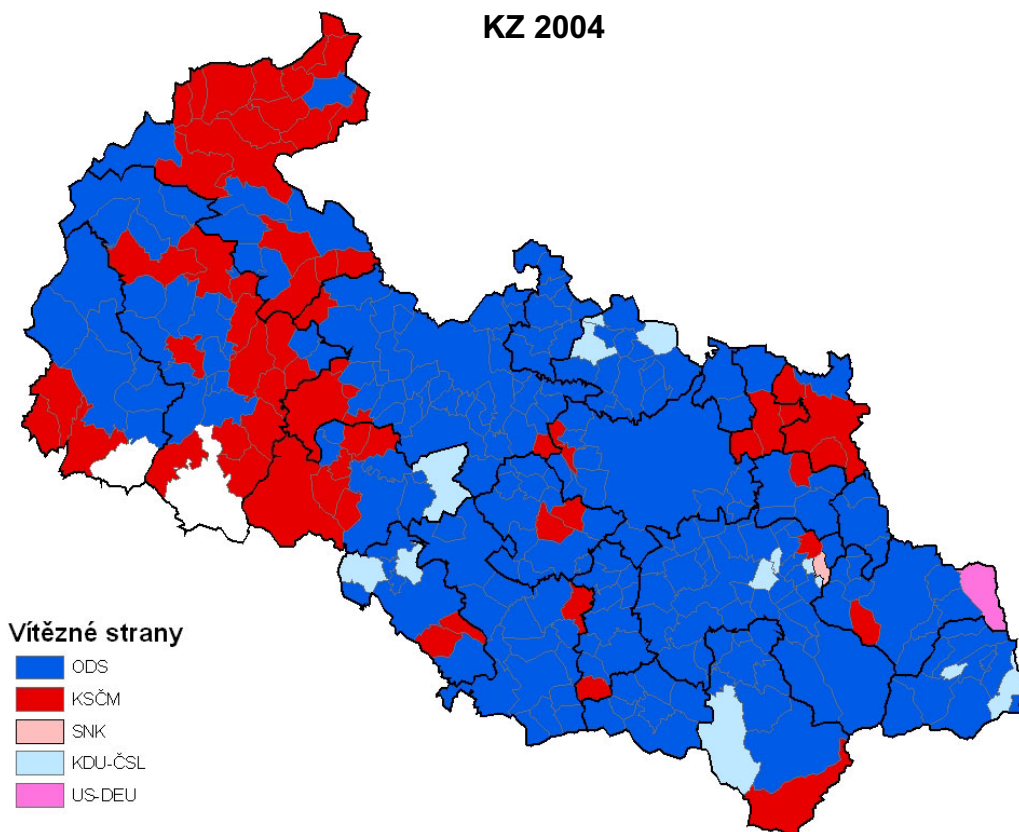 KZ 2004
Vítězné strany
ODS
KSČM
SNK
KDU-ČSL
US-DEU